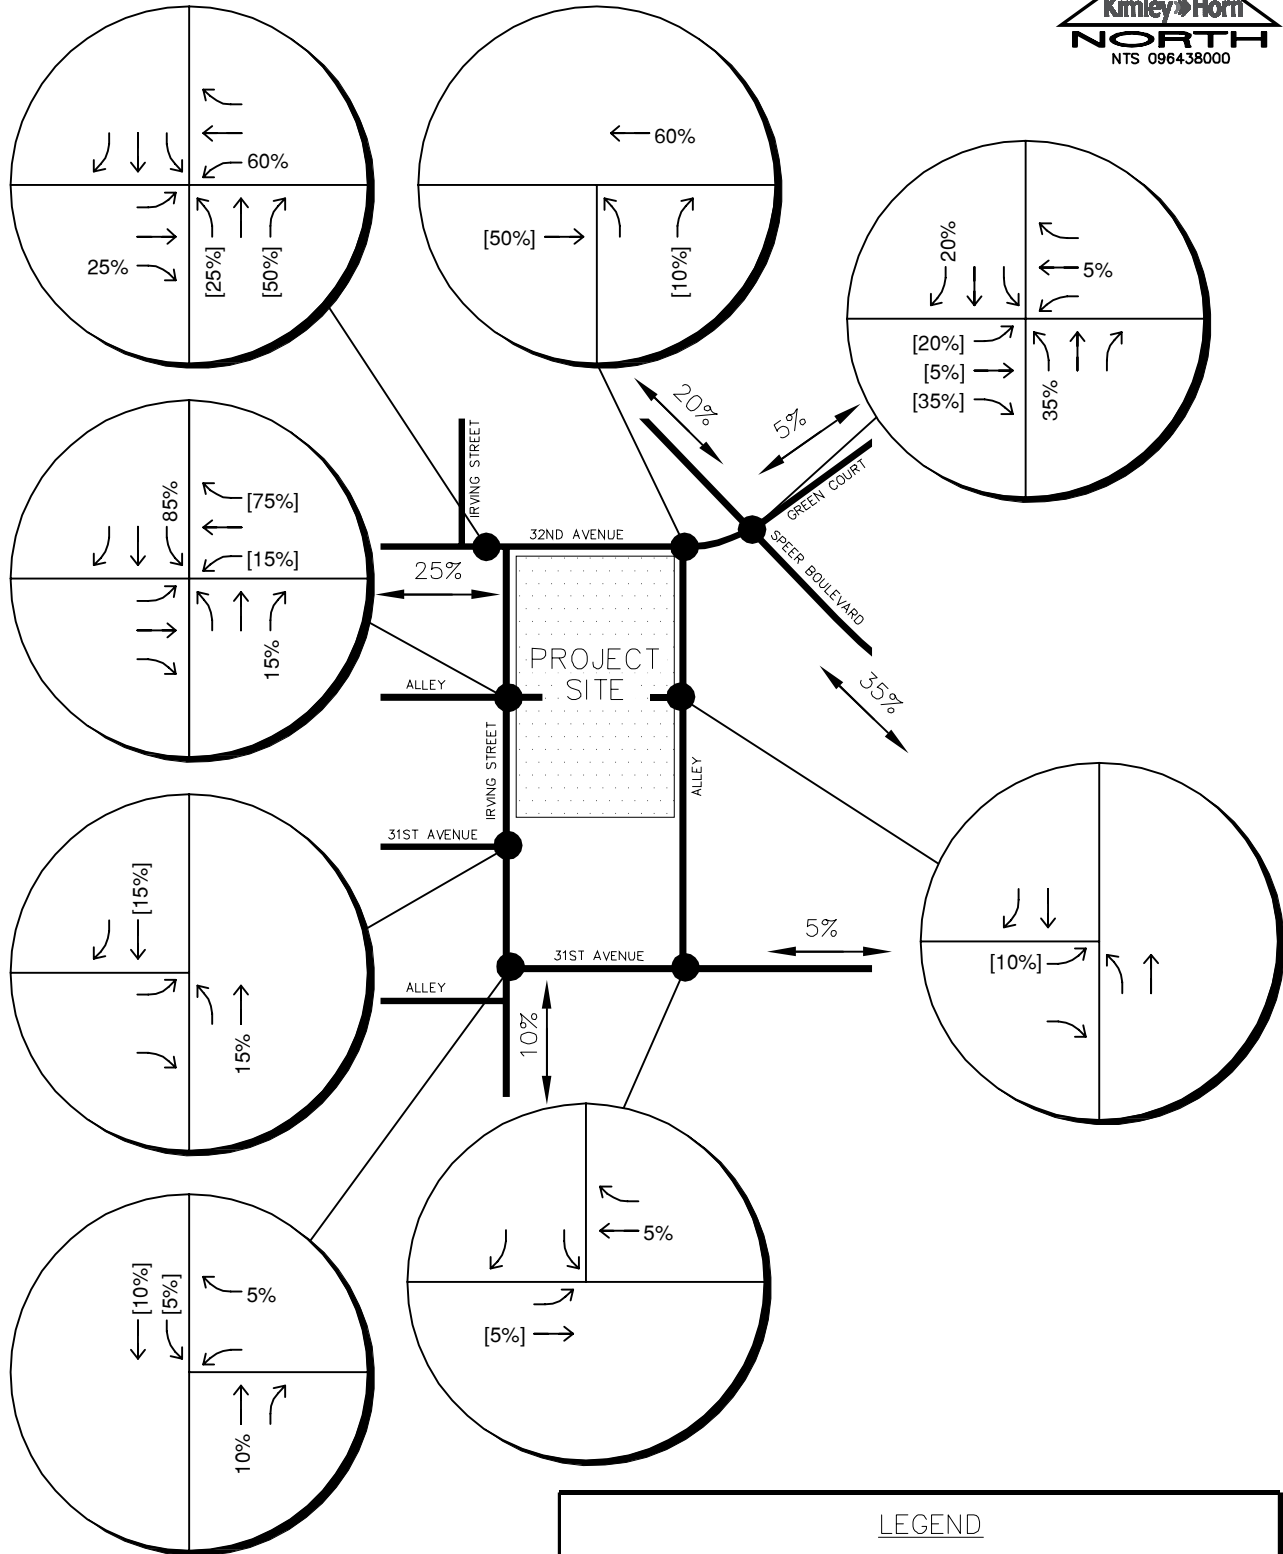 Kimley»Horn
NORTH
NTS 096438000
60%
25%
[25%]
[50%]
60%
[50%]
[10%]
20%
5%
[20%]
[5%]
[35%]
35%
20%
5%
IRVING STREET
GREEN COURT
32ND AVENUE
SPEER BOULEVARD
25%
85%
[75%]
[15%]
15%
PROJECT
SITE
ALLEY
35%
IRVING STREET
ALLEY
31ST AVENUE
[15%]
15%
5%
31ST AVENUE
[10%]
ALLEY
10%
[10%]
[5%]
5%
10%
5%
[5%]
LEGEND